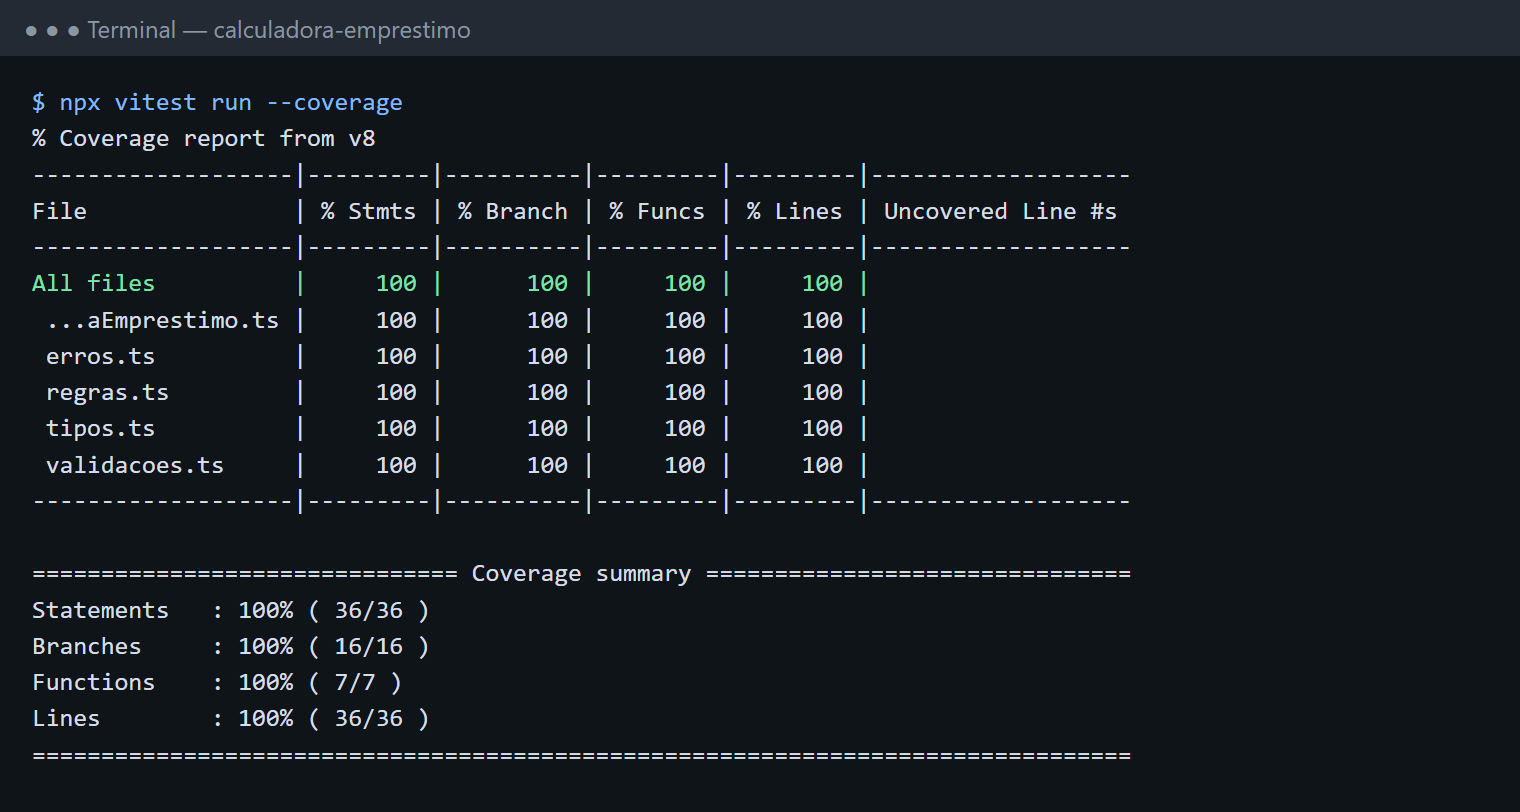 ● ● ● Terminal — calculadora-emprestimo
$ npx vitest run --coverage
% Coverage report from v8
-------------------|---------|----------|---------|---------|-------------------
File               | % Stmts | % Branch | % Funcs | % Lines | Uncovered Line #s
-------------------|---------|----------|---------|---------|-------------------
All files          |     100 |      100 |     100 |     100 |
 ...aEmprestimo.ts |     100 |      100 |     100 |     100 |
 erros.ts          |     100 |      100 |     100 |     100 |
 regras.ts         |     100 |      100 |     100 |     100 |
 tipos.ts          |     100 |      100 |     100 |     100 |
 validacoes.ts     |     100 |      100 |     100 |     100 |
-------------------|---------|----------|---------|---------|-------------------
=============================== Coverage summary ===============================
Statements   : 100% ( 36/36 )
Branches     : 100% ( 16/16 )
Functions    : 100% ( 7/7 )
Lines        : 100% ( 36/36 )
================================================================================